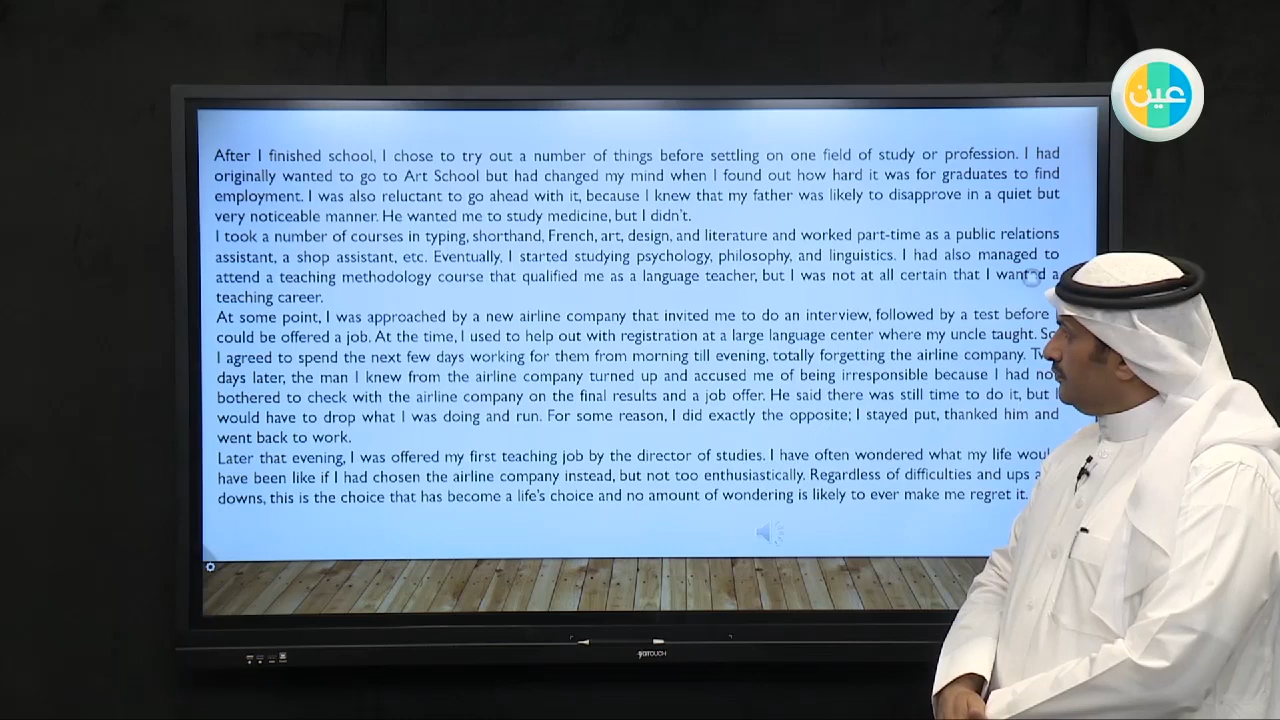 عين
After I finished school, I chose to try out a number of things before settling on one field of study or profession. I had
originally wanted to go to Art School but had changed my mind when I found out how hard it was for graduates to find
employment. I was also reluctant to go ahead with it, because I knew that my father was likely to disapprove in a quiet but
very noticeable manner. He wanted me to study medicine, but I didn't.
I took a number of courses in typing, shorthand, French, art, design, and literature and worked part-time as a public relations
assistant, a shop assistant, etc. Eventually, I started studying psychology, philosophy, and linguistics. I had also managed to
attend a teaching methodology course that qualified me as a language teacher, but I was not at all certain that I wanted a
teaching career.
At some point, I was approached by a new airline company that invited me to do an interview, followed by a test before I
could be offered a job. At the time, I used to help out with registration at a large language center where my uncle taught. So
I agreed to spend the next few days working for them from morning till evening, totally forgetting the airline company.
days later, the man I knew from the airline company turned up and accused me of being irresponsible because I had
bothered to check with the airline company on the final results and a job offer. He said there was still time to do it, but I
would have to drop what I was doing and run. For some reason, I did exactly the opposite; I stayed put, thanked him and
went back to work.
Later that evening, I was offered my first teaching job by the director of studies. I have often wondered what my life
have been like if I had chosen the airline company instead, but not too enthusiastically. Regardless of difficulties and ups
downs, this is the choice that has become a life's choice and no amount of wondering is likely to ever make me regret it.